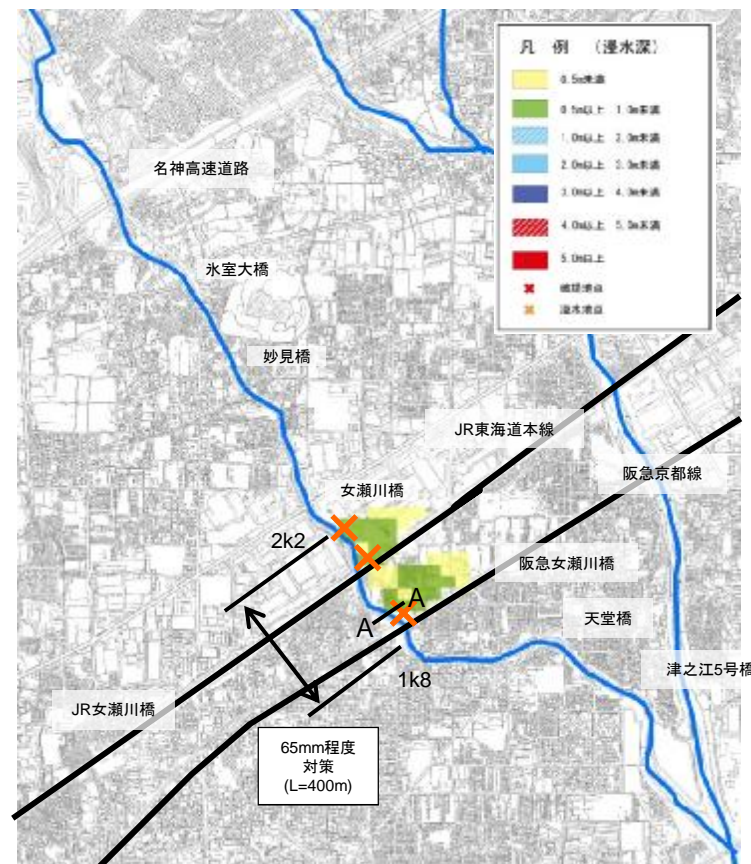 凡 例 (浸水深)
0.5m未満
0.5m以上 1.0m未満
1.0m以上 2.0m未満
2.0m以上 3.0m未満
3.0m以上 4.0m未満
4.0m以上 5.0m未満
5.0m以上
破堤地点
溢水地点
名神高速道路
氷室大橋
妙見橋
JR東海道本線
阪急京都線
女瀬川橋
2k2
阪急女瀬川橋
A
A
天堂橋
津之江5号橋
1k8
JR女瀬川橋
65mm程度
対策
(L=400m)